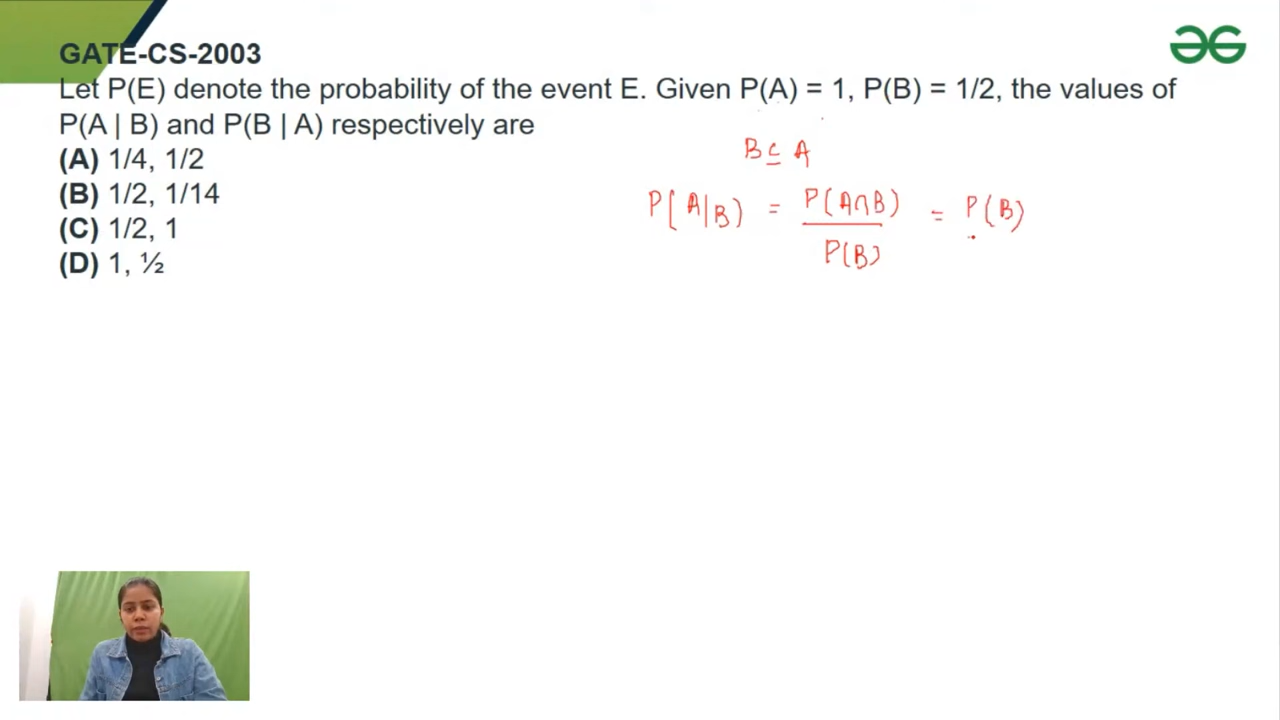 GATE-CS-2003
Let P(E) denote the probability of the event E. Given P(A) = 1, P(B) = 1/2, the values of
P(A | B) and P(B | A) respectively are
(A) 1/4, 1/2
(B) 1/2, 1/14
(C) 1/2, 1
(D) 1, ½
B ⊆ A
P(A|B) = P(A∩B) = P(B)
P(B)